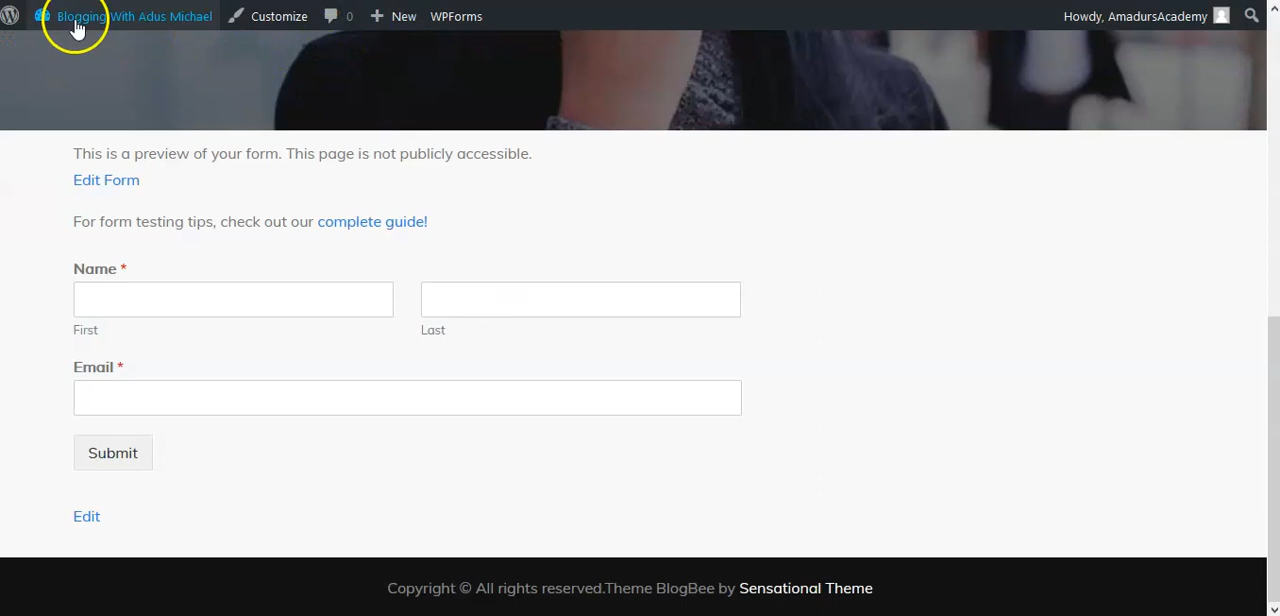 Blogging With Adus Michael Customize 0 New WPForms Howdy, AmadursAcademy
This is a preview of your form. This page is not publicly accessible.
Edit Form
For form testing tips, check out our complete guide!
Name *
First Last
Email *
Submit
Edit
Copyright © All rights reserved.Theme BlogBee by Sensational Theme